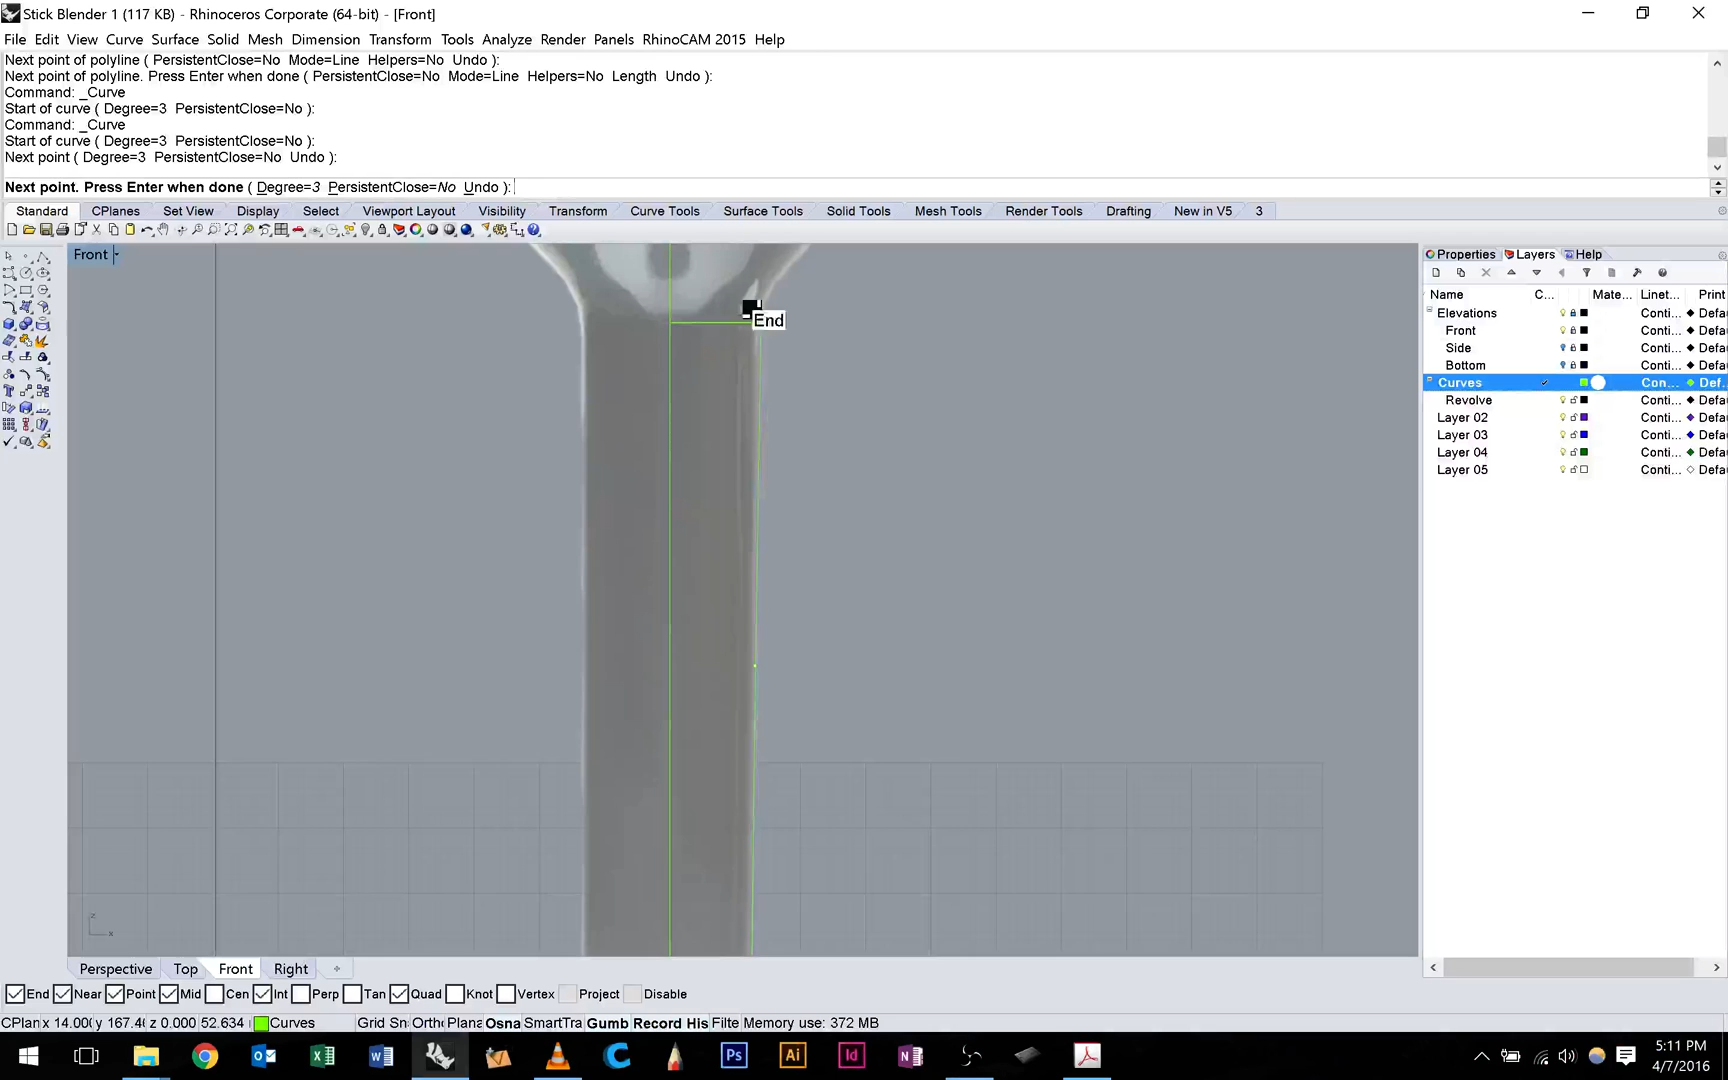 Stick Blender 1 (117 KB) - Rhinoceros Corporate (64-bit) - [Front]
File Edit View Curve Surface Solid Mesh Dimension Transform Tools Analyze Render Panels RhinoCAM 2015 Help
Next point of polyline ( PersistentClose=No Mode=Line Helpers=No Undo ):
Next point of polyline. Press Enter when done ( PersistentClose=No Mode=Line Helpers=No Length Undo ):
Command: _Curve
Start of curve ( Degree=3 PersistentClose=No ):
Command: _Curve
Start of curve ( Degree=3 PersistentClose=No ):
Next point ( Degree=3 PersistentClose=No Undo ):
Next point. Press Enter when done ( Degree=3 PersistentClose=No Undo ):
Standard CPlanes Set View Display Select Viewport Layout Visibility Transform Curve Tools Surface Tools Solid Tools Mesh Tools Render Tools Drafting New in V5 3
Front
Properties Layers Help
Name C... Mate... Linet... Print
Elevations Conti... Defa
Front Conti... Defa
Side Conti... Defa
Bottom Conti... Defa
Curves Con... Def...
Revolve Conti... Defa
Layer 02 Conti... Defa
Layer 03 Conti... Defa
Layer 04 Conti... Defa
Layer 05 Conti... Defa
End
z
x
Perspective Top Front Right
End Near Point Mid Cen Int Perp Tan Quad Knot Vertex Project Disable
CPlan x 14.000 y 167.40 z 0.000 52.634 Curves Grid Sn Ortho Plana Osna SmartTra Gumb Record His Filte Memory use: 372 MB
5:11 PM
4/7/2016